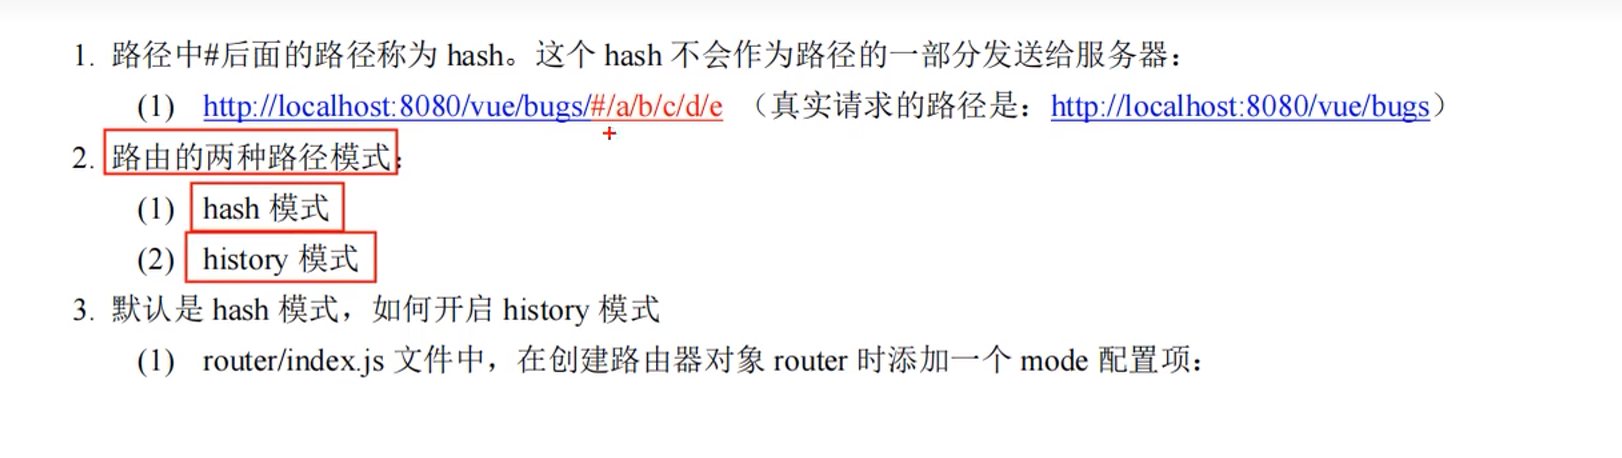 1. 路径中#后面的路径称为 hash。这个 hash 不会作为路径的一部分发送给服务器：
(1) http://localhost:8080/vue/bugs/#/a/b/c/d/e （真实请求的路径是：http://localhost:8080/vue/bugs）
2. 路由的两种路径模式：
(1) hash 模式
(2) history 模式
3. 默认是 hash 模式，如何开启 history 模式
(1) router/index.js 文件中，在创建路由器对象 router 时添加一个 mode 配置项：